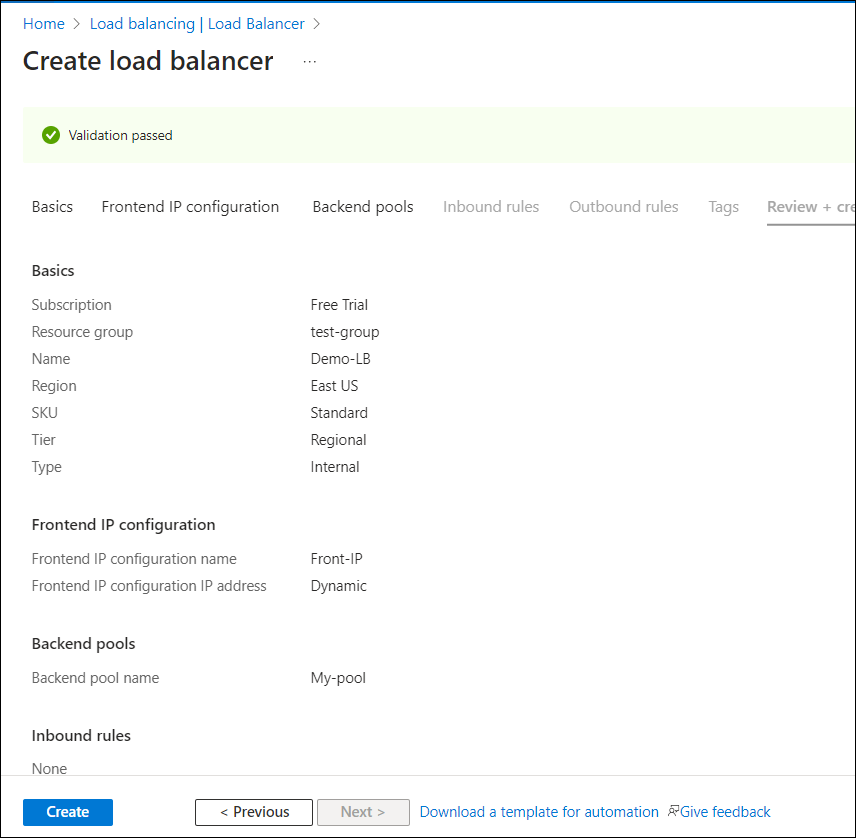 Home > Load balancing | Load Balancer >
Create load balancer ...
Validation passed
Basics Frontend IP configuration Backend pools Inbound rules Outbound rules Tags Review + cre
Basics
Subscription Free Trial
Resource group test-group
Name Demo-LB
Region East US
SKU Standard
Tier Regional
Type Internal
Frontend IP configuration
Frontend IP configuration name Front-IP
Frontend IP configuration IP address Dynamic
Backend pools
Backend pool name My-pool
Inbound rules
None
Create < Previous Next > Download a template for automation Give feedback